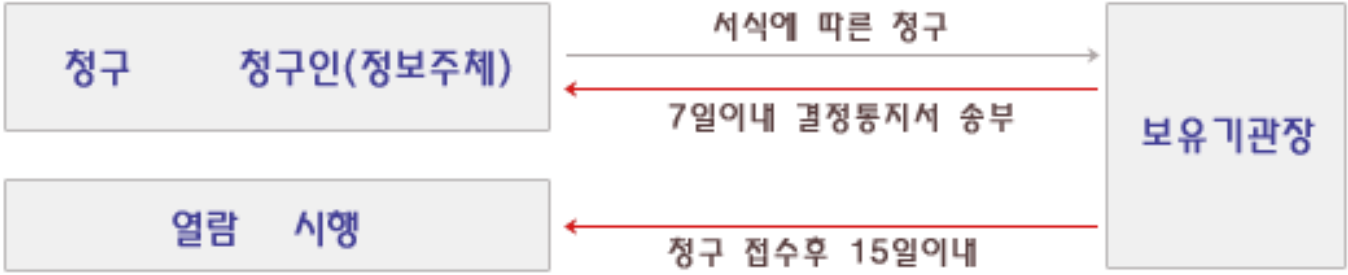 서식에 따른 청구
청구 청구인(정보주체)
7일이내 결정통지서 송부
보유기관장
열람 시행
청구 접수후 15일이내